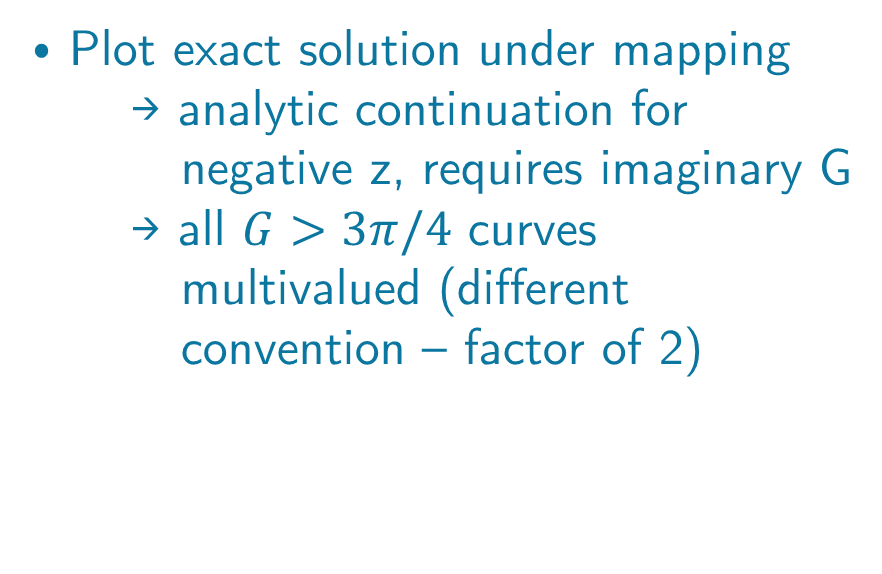 • Plot exact solution under mapping
→ analytic continuation for
negative z, requires imaginary G
→ all G > 3π/4 curves
multivalued (different
convention – factor of 2)